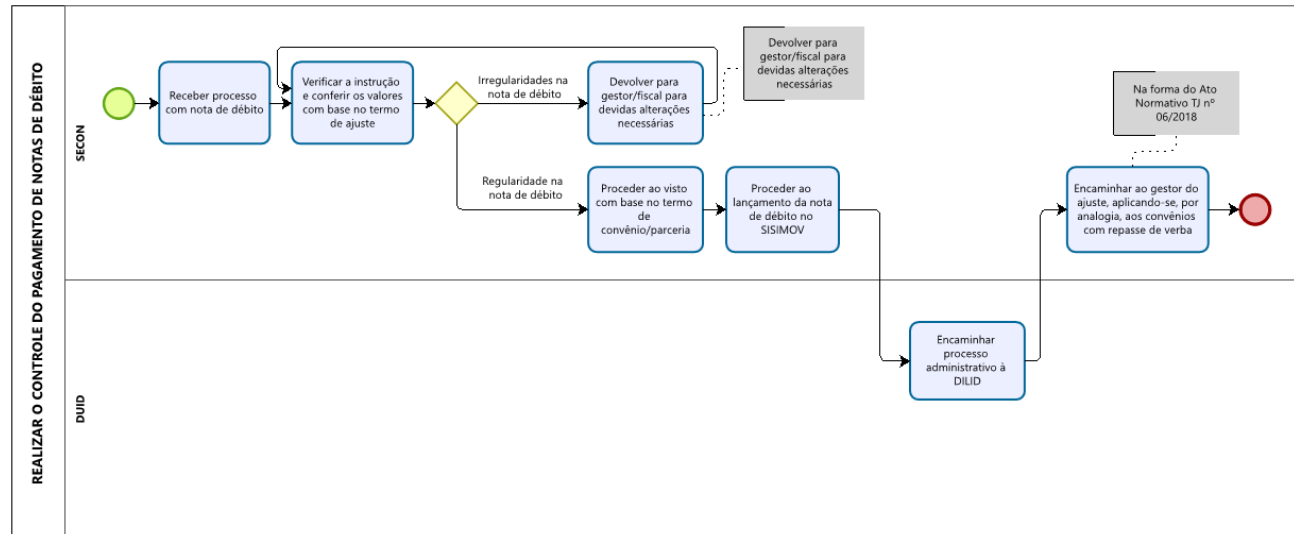 REALIZAR O CONTROLE DO PAGAMENTO DE NOTAS DE DÉBITO
SECON
Receber processo
com nota de débito
Verificar a instrução
e conferir os valores
com base no termo
de ajuste
Irregularidades na
nota de débito
Devolver para
gestor/fiscal para
devidas alterações
necessárias
Devolver para
gestor/fiscal para
devidas alterações
necessárias
Regularidade na
nota de débito
Proceder ao visto
com base no termo
de
convênio/parceria
Proceder ao
lançamento da nota
de débito no
SISIMOV
Na forma do Ato
Normativo TJ nº
06/2018
Encaminhar ao gestor do
ajuste, aplicando-se, por
analogia, aos convênios
com repasse de verba
DUID
Encaminhar
processo
administrativo à
DILID